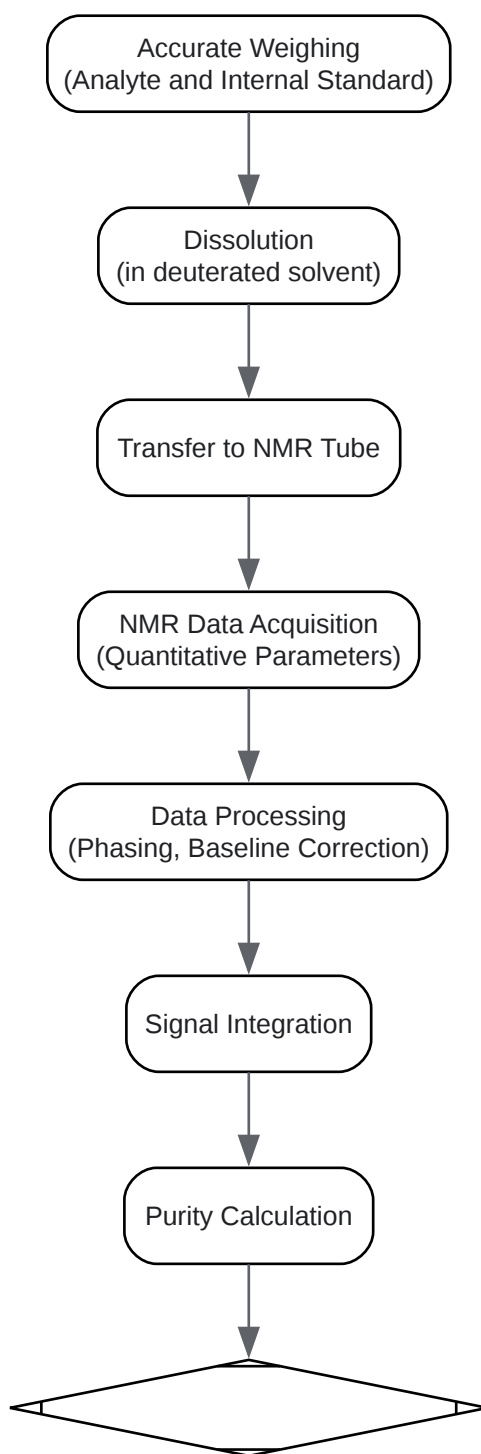 Accurate Weighing
(Analyte and Internal Standard)
Dissolution
(in deuterated solvent)
Transfer to NMR Tube
NMR Data Acquisition
(Quantitative Parameters)
Data Processing
(Phasing, Baseline Correction)
Signal Integration
Purity Calculation